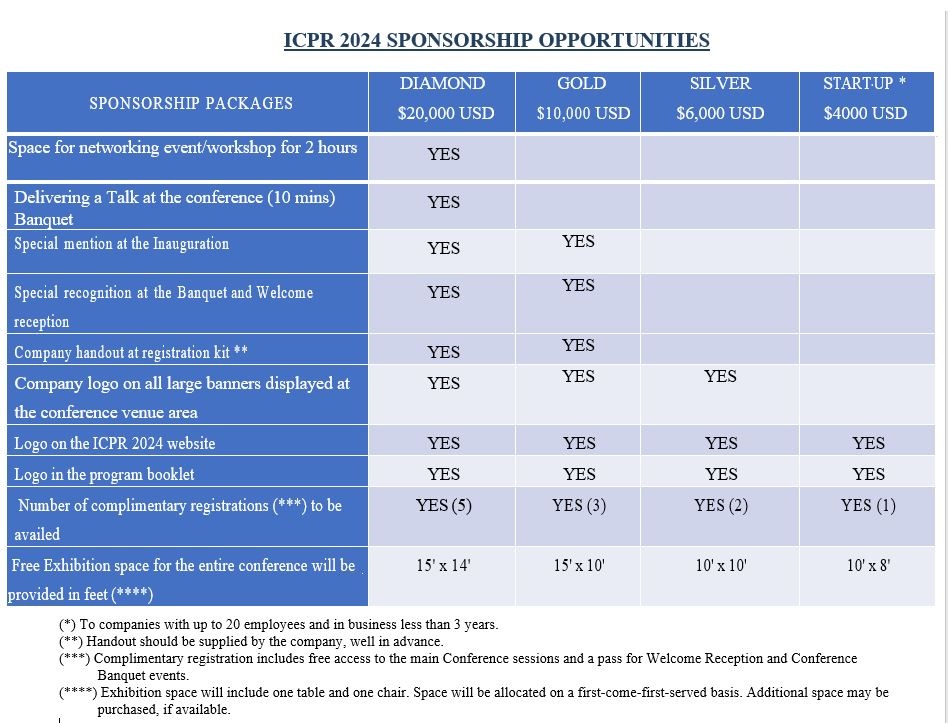 ICPR 2024 SPONSORSHIP OPPORTUNITIES
SPONSORSHIP PACKAGES
DIAMOND
$20,000 USD
GOLD
$10,000 USD
SILVER
$6,000 USD
START-UP *
$4000 USD
Space for networking event/workshop for 2 hours
YES
Delivering a Talk at the conference (10 mins)
Banquet
YES
Special mention at the Inauguration
YES
YES
Special recognition at the Banquet and Welcome
reception
YES
YES
Company handout at registration kit **
YES
YES
Company logo on all large banners displayed at
the conference venue area
YES
YES
YES
Logo on the ICPR 2024 website
YES
YES
YES
YES
Logo in the program booklet
YES
YES
YES
YES
Number of complimentary registrations (***) to be
availed
YES (5)
YES (3)
YES (2)
YES (1)
Free Exhibition space for the entire conference will be
provided in feet (****)
15' x 14'
15' x 10'
10' x 10'
10' x 8'
(*) To companies with up to 20 employees and in business less than 3 years.
(**) Handout should be supplied by the company, well in advance.
(***) Complimentary registration includes free access to the main Conference sessions and a pass for Welcome Reception and Conference
Banquet events.
(****) Exhibition space will include one table and one chair. Space will be allocated on a first-come-first-served basis. Additional space may be
purchased, if available.